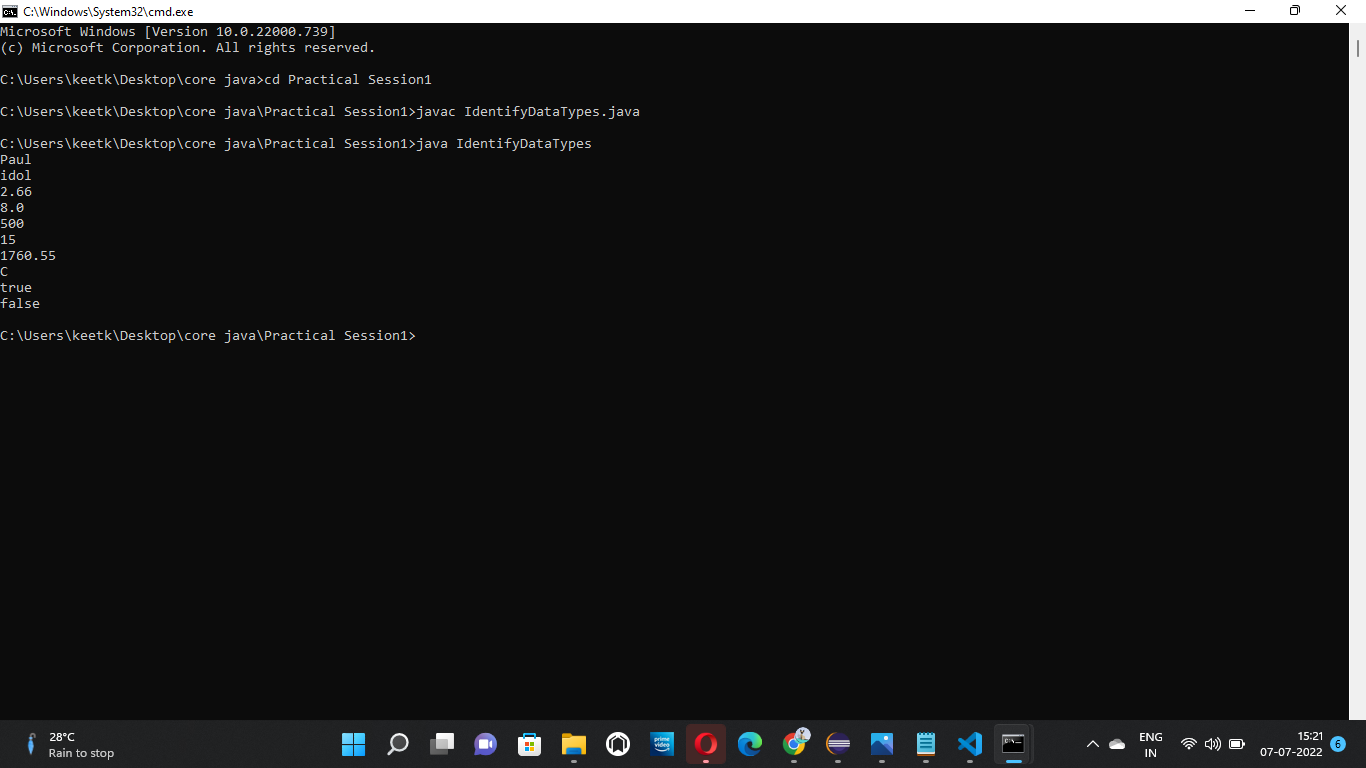 C:\Windows\System32\cmd.exe
Microsoft Windows [Version 10.0.22000.739]
(c) Microsoft Corporation. All rights reserved.
C:\Users\keetk\Desktop\core java>cd Practical Session1
C:\Users\keetk\Desktop\core java\Practical Session1>javac IdentifyDataTypes.java
C:\Users\keetk\Desktop\core java\Practical Session1>java IdentifyDataTypes
Paul
idol
2.66
8.0
500
15
1760.55
C
true
false
C:\Users\keetk\Desktop\core java\Practical Session1>
28°C
Rain to stop
prime video
Y
ENG
IN
15:21
07-07-2022
6